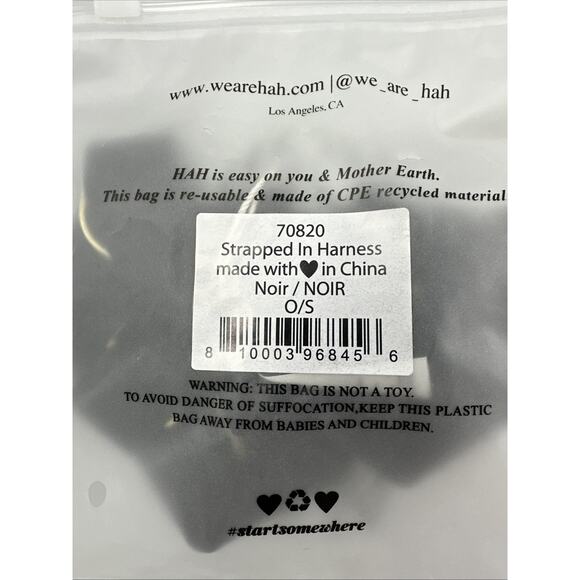 www.wearehah.com |@we_are_hah
Los Angeles, CA
HAH is easy on you & Mother Earth.
This bag is re-usable & made of CPE recycled material
70820
Strapped In Harness
made with♥in China
Noir / NOIR
O/S
8 10003 96845 6
WARNING: THIS BAG IS NOT A TOY.
TO AVOID DANGER OF SUFFOCATION,KEEP THIS PLASTIC
BAG AWAY FROM BABIES AND CHILDREN.
#startsomewhere